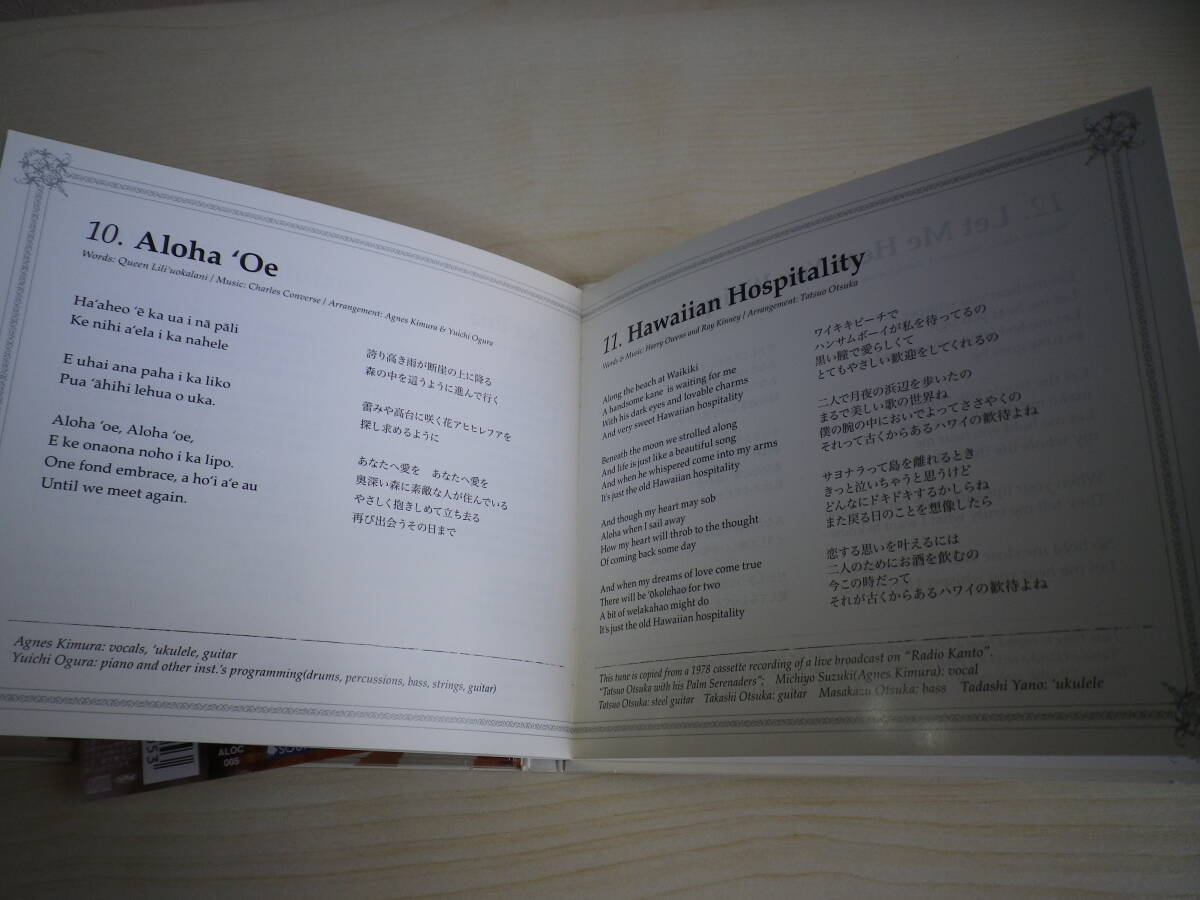 10. Aloha ‘Oe
Words: Queen Lili‘uokalani / Music: Charles Converse / Arrangement: Agnes Kimura & Yuichi Ogura
Ha‘aheo ‘ē ka ua i nā pāli
Ke nihi a‘ela i ka nahele
E uhai ana paha i ka liko
Pua ‘āhihi lehua o uka.
Aloha ‘oe, Aloha ‘oe,
E ke onaona noho i ka lipo.
One fond embrace, a ho‘i a‘e au
Until we meet again.
誇り高き雨が断崖の上に降る
森の中を這うように進んで行く
蕾みや高台に咲く花アヒヒレフアを
探し求めるように
あなたへ愛を　あなたへ愛を
奥深い森に素敵な人が住んでいる
やさしく抱きしめて立ち去る
再び出会うその日まで
Agnes Kimura: vocals, ‘ukulele, guitar
Yuichi Ogura: piano and other inst.'s programming(drums, percussions, bass, strings, guitar)
11. Hawaiian Hospitality
Words & Music: Harry Owens and Ray Kinney / Arrangement: Tatsuo Otsuka
Along the beach at Waikiki
A handsome kane is waiting for me
With his dark eyes and lovable charms
And very sweet Hawaiian hospitality
Beneath the moon we strolled along
And life is just like a beautiful song
And when he whispered come into my arms
It's just the old Hawaiian hospitality
And though my heart may sob
Aloha when I sail away
How my heart will throb to the thought
Of coming back some day
And when my dreams of love come true
There will be ‘ōkolehao for two
A bit of welakahao might do
It's just the old Hawaiian hospitality
ワイキキビーチで
ハンサムボーイが私を待ってるの
黒い瞳で愛らしくて
とてもやさしい歓迎をしてくれるの
二人で月夜の浜辺を歩いたの
まるで美しい歌の世界ね
僕の腕の中においでよってささやくの
それって古くからあるハワイの歓待よね
サヨナラって島を離れるとき
きっと泣いちゃうと思うけど
どんなにドキドキするかしらね
また戻る日のことを想像したら
恋する思いを叶えるには
二人のためにお酒を飲むの
今この時だって
それが古くからあるハワイの歓待よね
This tune is copied from a 1978 cassette recording of a live broadcast on “Radio Kanto”.
“Tatsuo Otsuka with his Palm Serenaders”; Michiyo Suzuki(Agnes Kimura): vocal
Tatsuo Otsuka: steel guitar Takashi Otsuka: guitar Masakazu Otsuka: bass Tadashi Yano: ‘ukulele
ALOC
005